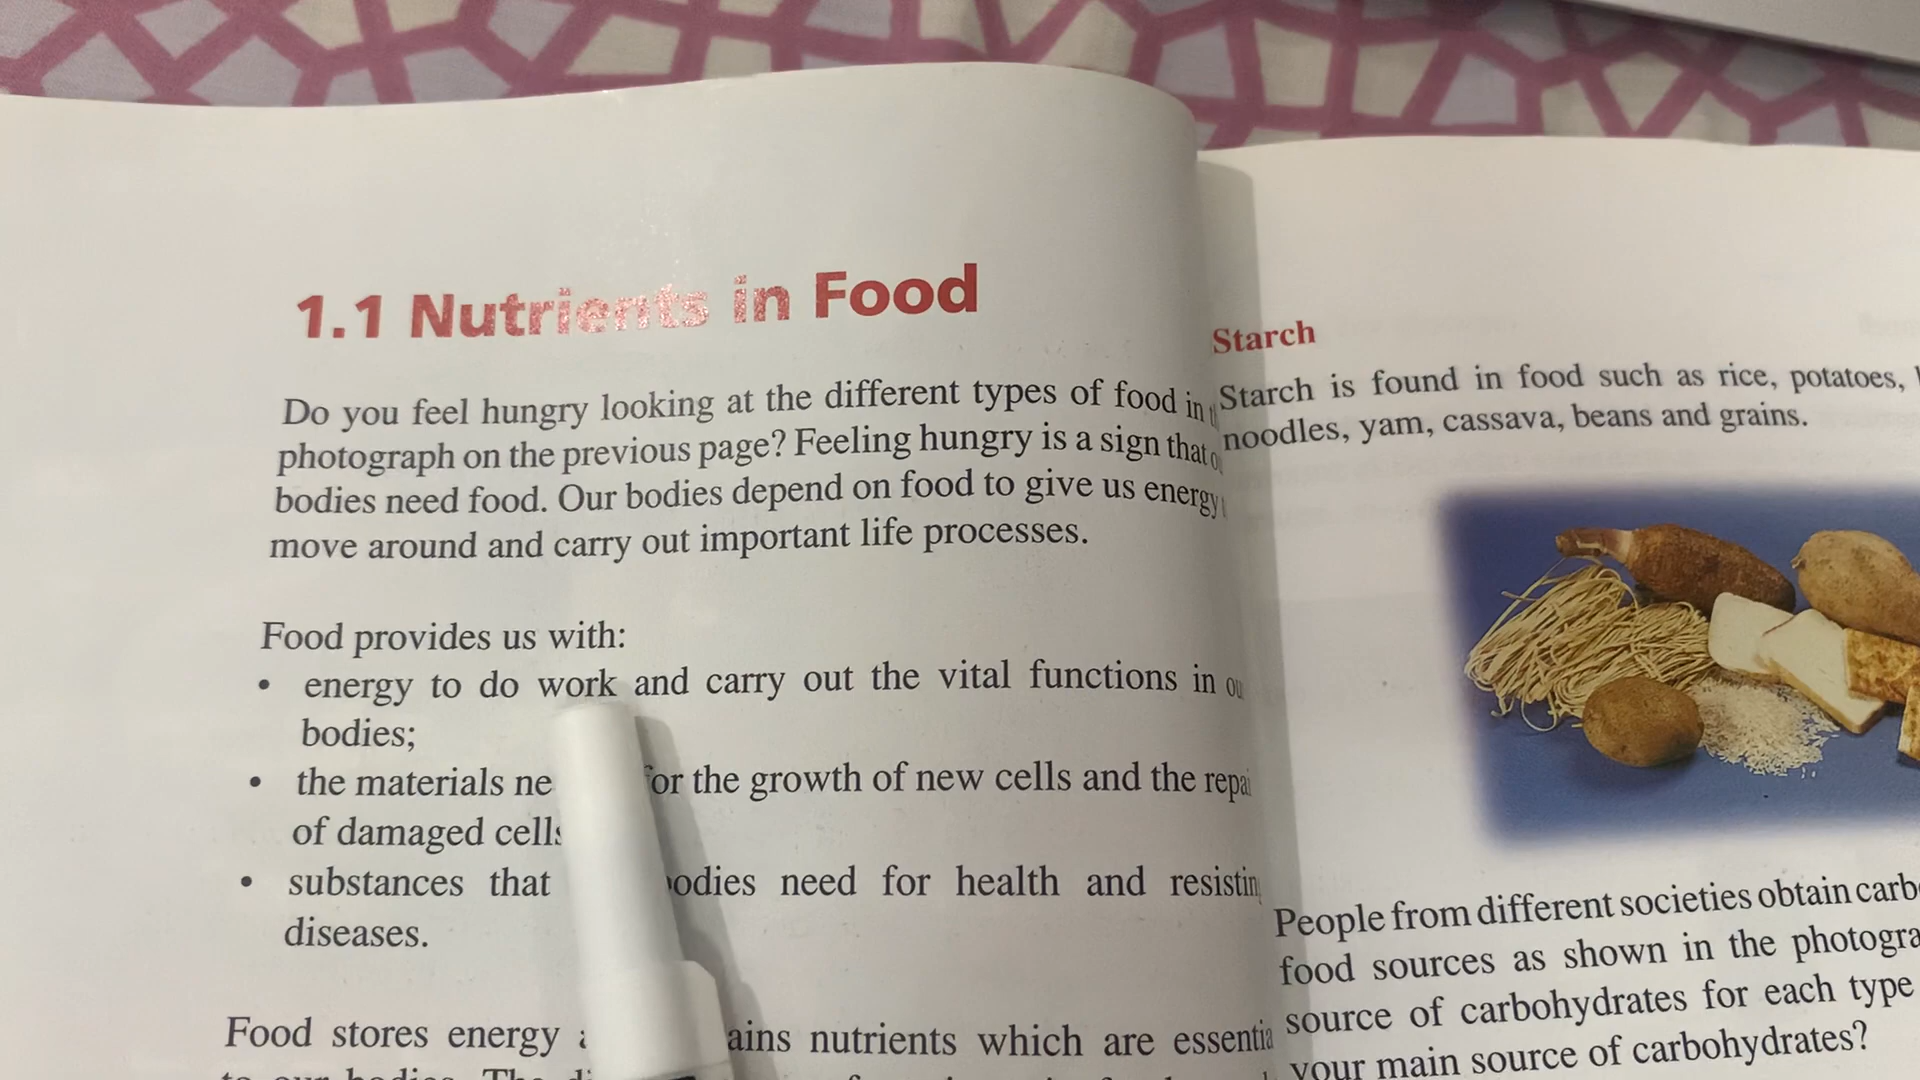 1.1 Nutrients in Food
Do you feel hungry looking at the different types of food in
photograph on the previous page? Feeling hungry is a sign that
bodies need food. Our bodies depend on food to give us energy
move around and carry out important life processes.
Food provides us with:
• energy to do work and carry out the vital functions in
bodies;
• the materials for the growth of new cells and the
of damaged cells
• substances that need for health and
diseases.
Food stores energy nutrients which are
to our bodies. The
Starch
Starch is found in food such as rice, potatoes,
noodles, yam, cassava, beans and grains.
People from different societies obtain
food sources as shown in the
source of carbohydrates for each type
your main source of carbohydrates?